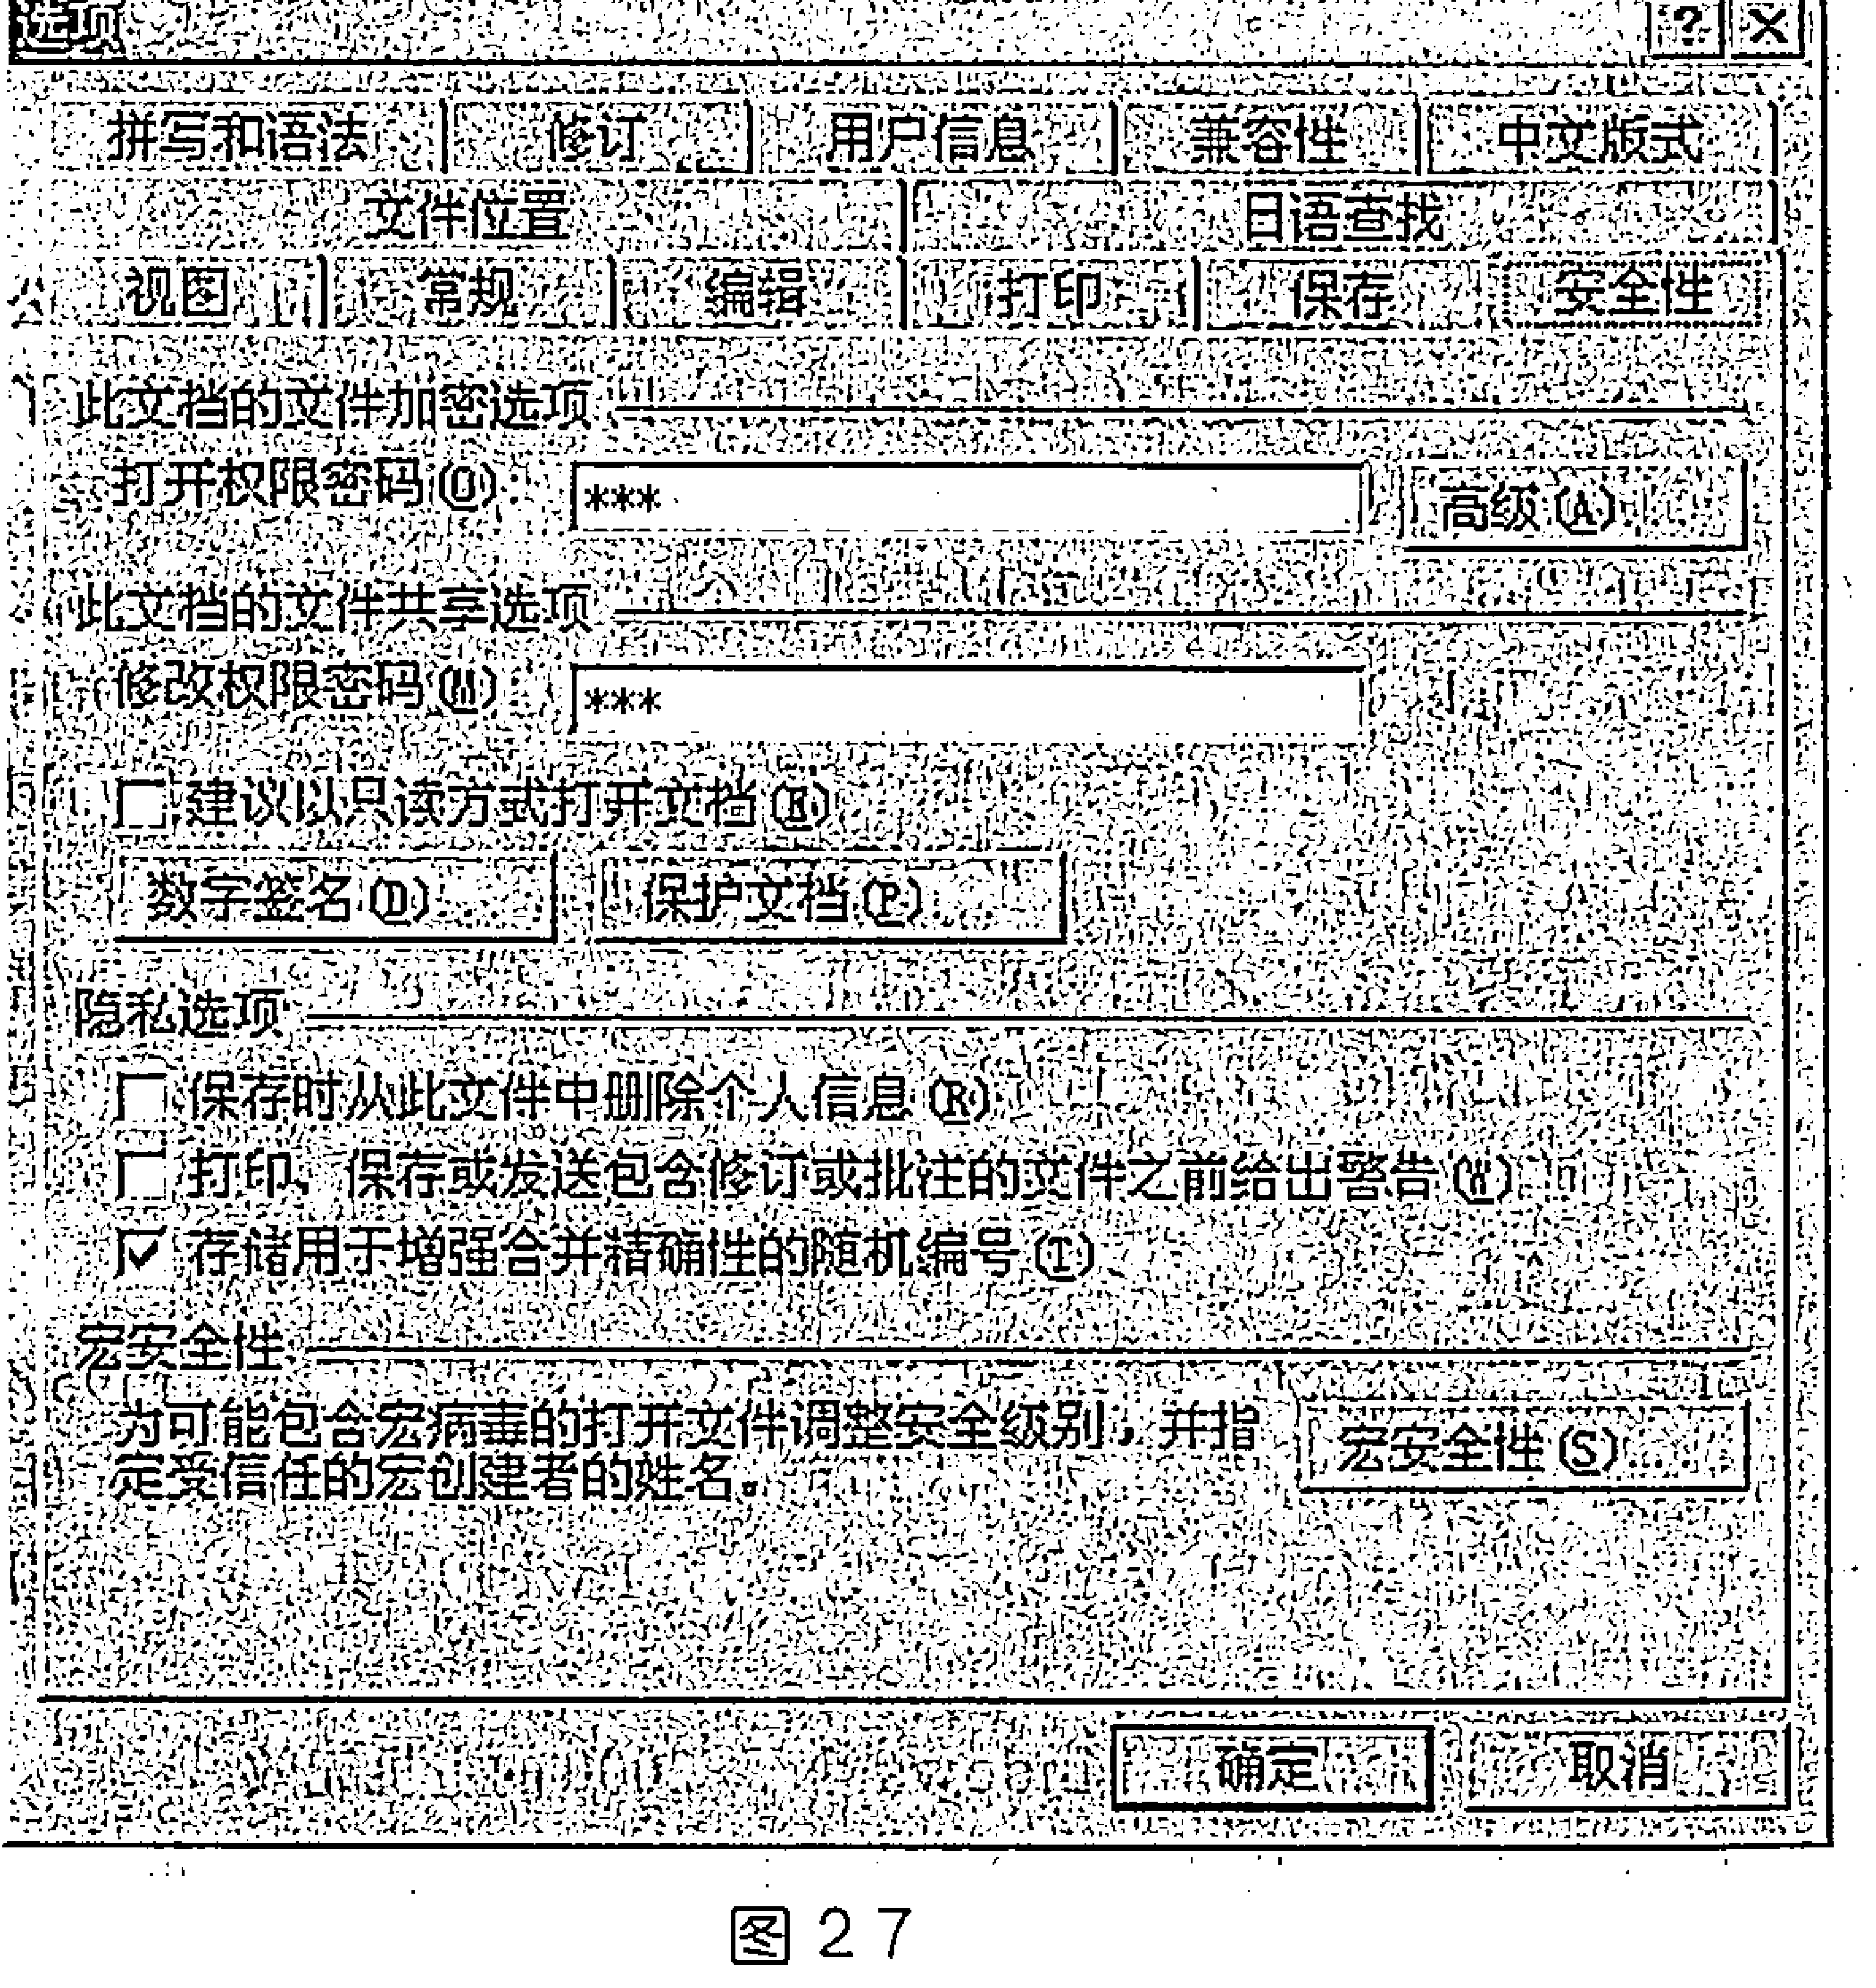 选项
拼写和语法 修订 用户信息 兼容性 中文版式
文件位置 日语查找
视图 常规 编辑 打印 保存 安全性
此文档的文件加密选项
打开权限密码(O): *** 高级(A)
此文档的文件共享选项
修改权限密码(M): ***
建议以只读方式打开文档(E)
数字签名(D) 保护文档(P)
隐私选项
保存时从此文件中删除个人信息(R)
打印、保存或发送包含修订或批注的文件之前给出警告(W)
存储用于增强合并精确性的随机编号(T)
宏安全性
为可能包含宏病毒的打开文件调整安全级别，并指 宏安全性(S)
定受信任的宏创建者的姓名。
确定 取消
图 27